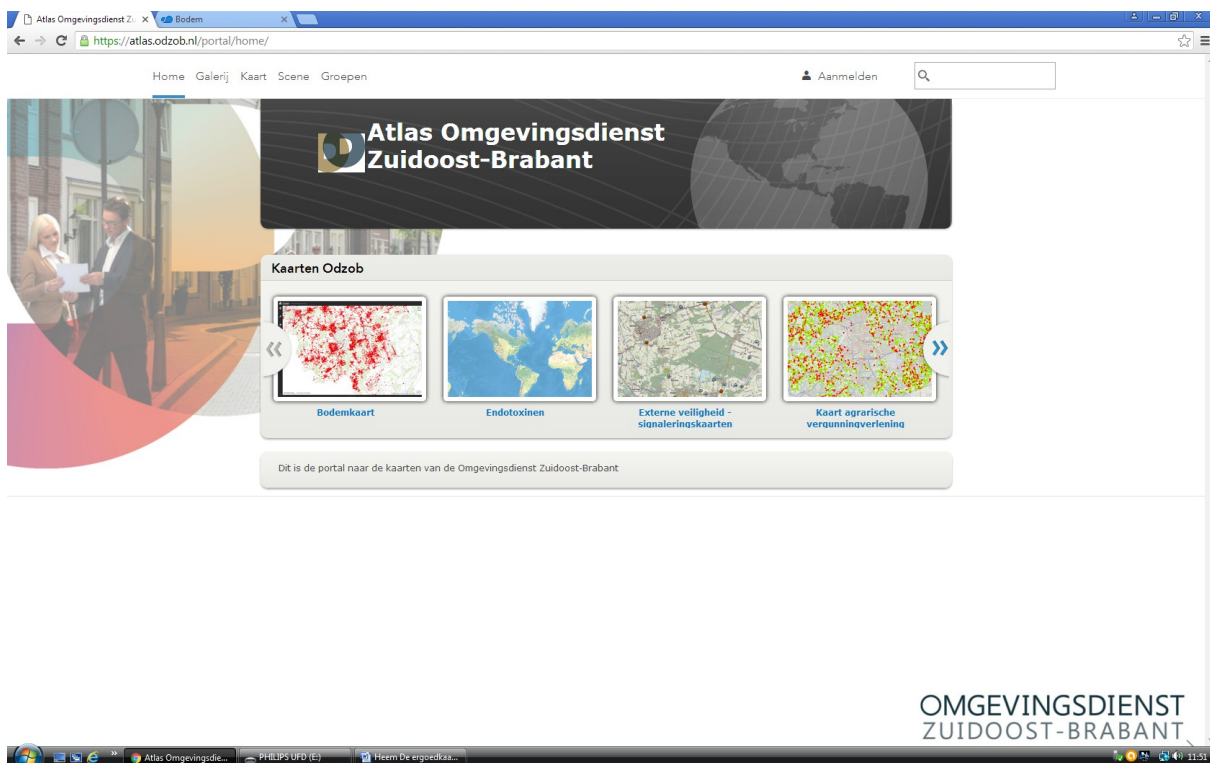 Atlas Omgevingsdienst Zu
Bodem
https://atlas.odzob.nl/portal/home/
Home Galerij Kaart Scene Groepen
Aanmelden
Atlas Omgevingsdienst
Zuidoost-Brabant
Kaarten Odzob
Bodemkaart
Endotoxinen
Externe veiligheid -
signaleringskaarten
Kaart agrarische
vergunningverlening
Dit is de portal naar de kaarten van de Omgevingsdienst Zuidoost-Brabant
OMGEVINGSDIENST
ZUIDOOST-BRABANT
Atlas Omgevingsdie...
PHILIPS UFD (E:)
Heem De ergoedkaa...
11:51